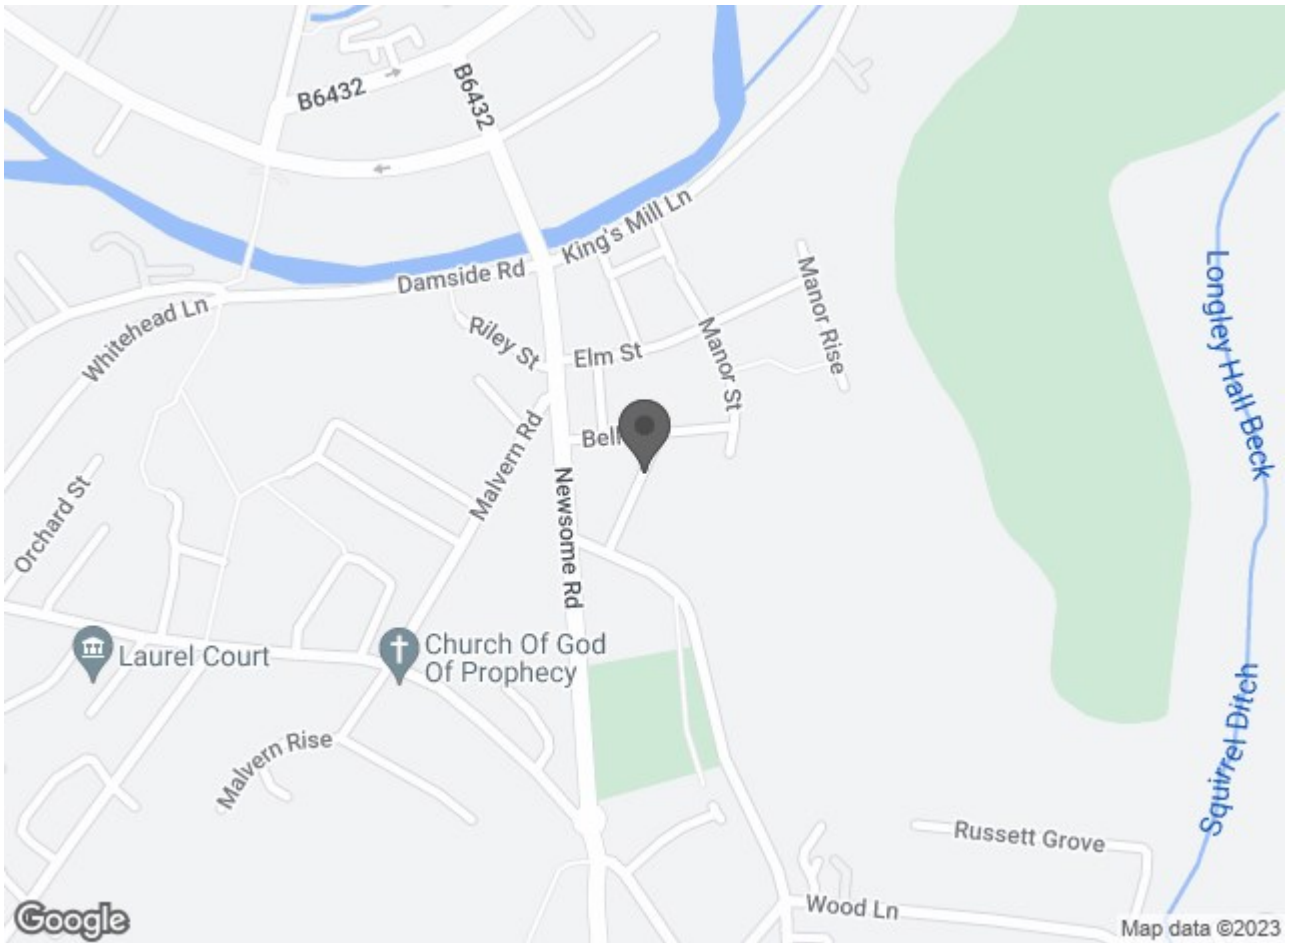 B6432
B6432
King's Mill Ln
Damside Rd
Whitehead Ln
Riley St
Elm St
Manor St
Manor Rise
Longley Hall Beck
Bell
Malvern Rd
Newsome Rd
Orchard St
Laurel Court
Church Of God
Of Prophecy
Malvern Rise
Squirrel Ditch
Russett Grove
Wood Ln
Google
Map data ©2023